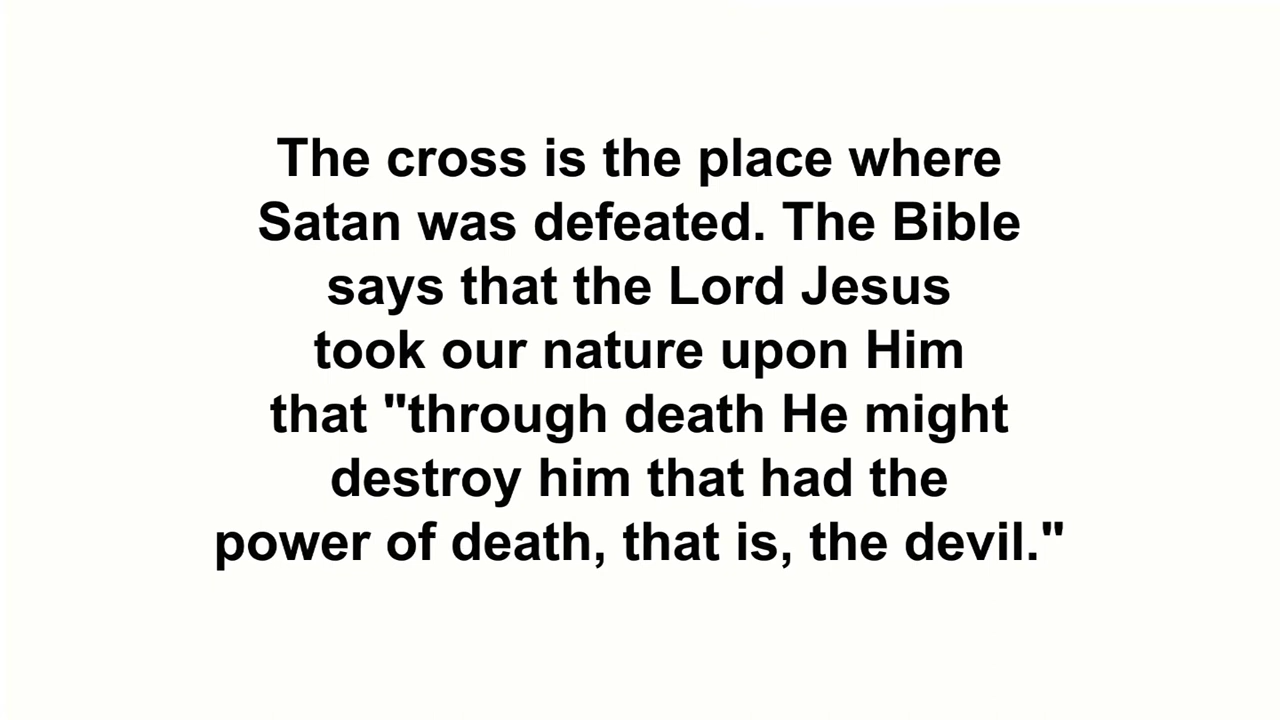 The cross is the place where
Satan was defeated. The Bible
says that the Lord Jesus
took our nature upon Him
that "through death He might
destroy him that had the
power of death, that is, the devil."